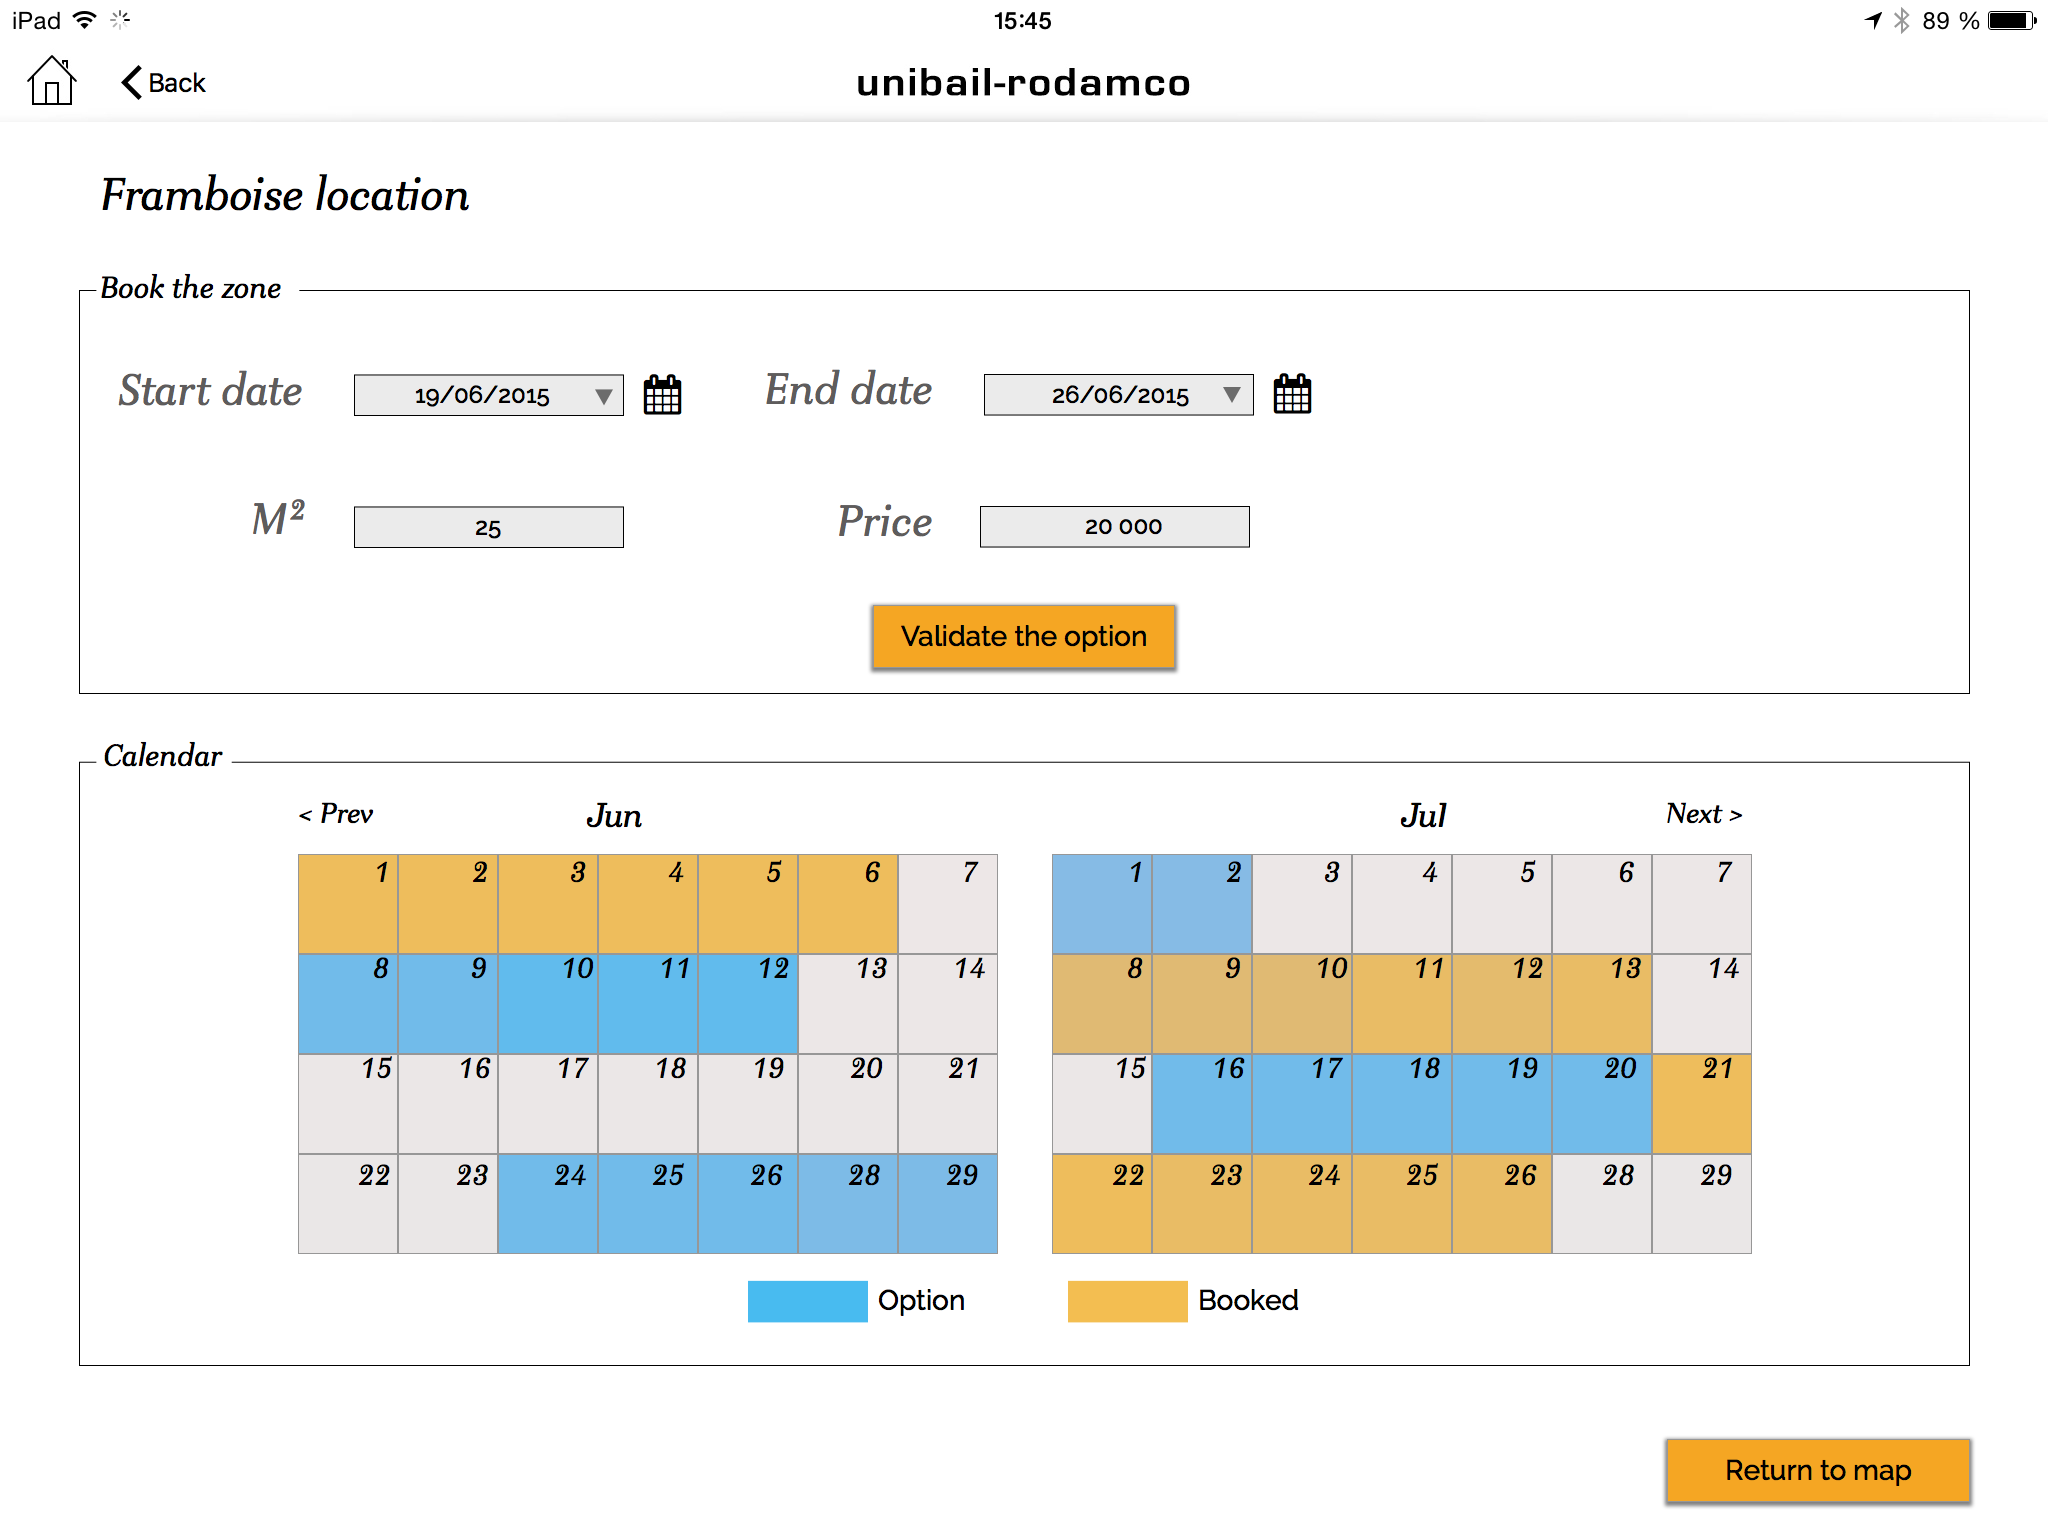 iPad 15:45 89 %
Back unibail-rodamco
Framboise location
Book the zone
Start date 19/06/2015 End date 26/06/2015
M² 25 Price 20 000
Validate the option
Calendar
< Prev Jun Jul Next >
1 2 3 4 5 6 7 1 2 3 4 5 6 7
8 9 10 11 12 13 14 8 9 10 11 12 13 14
15 16 17 18 19 20 21 15 16 17 18 19 20 21
22 23 24 25 26 28 29 22 23 24 25 26 28 29
Option Booked
Return to map